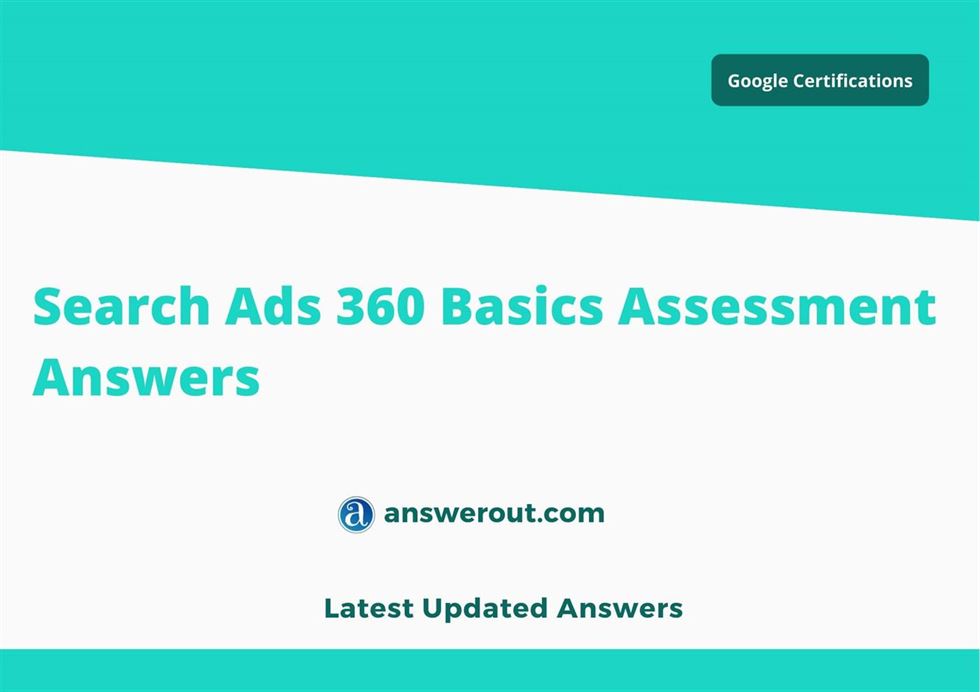 Google Certifications
Search Ads 360 Basics Assessment
Answers
a answerout.com
Latest Updated Answers